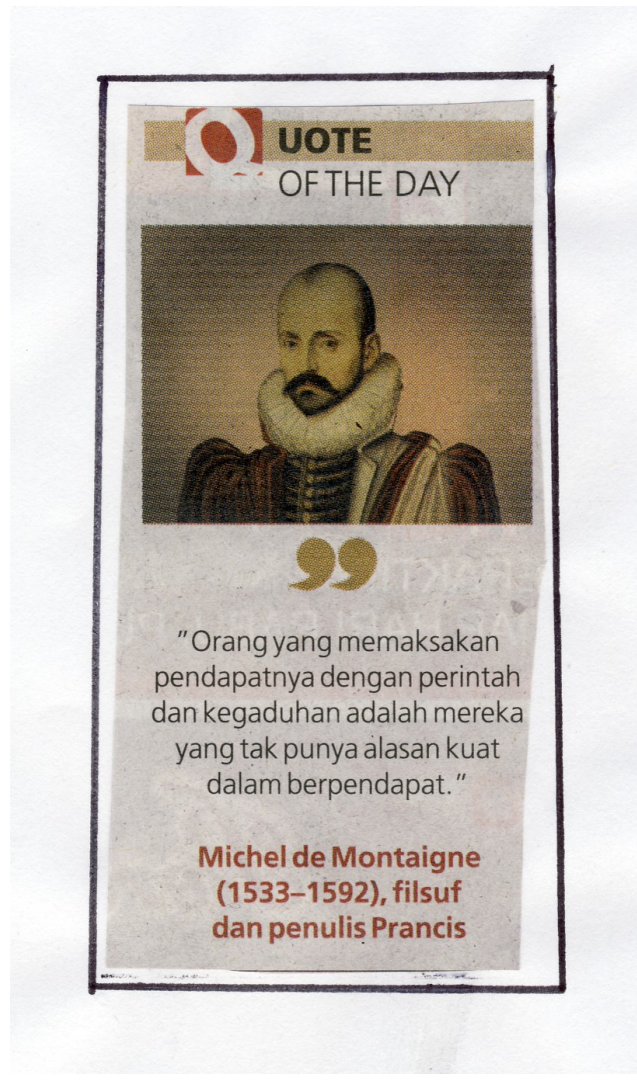 QUOTE
OF THE DAY
"Orang yang memaksakan
pendapatnya dengan perintah
dan kegaduhan adalah mereka
yang tak punya alasan kuat
dalam berpendapat."
Michel de Montaigne
(1533–1592), filsuf
dan penulis Prancis